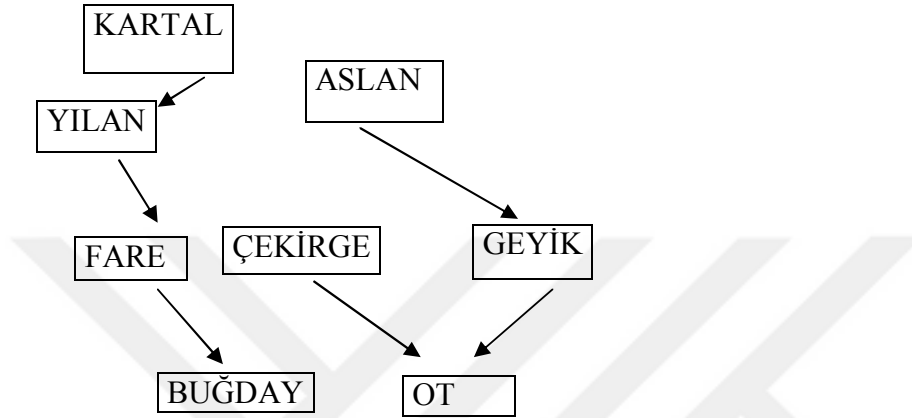 KARTAL
ASLAN
YILAN
FARE
ÇEKİRGE
GEYİK
BUĞDAY
OT